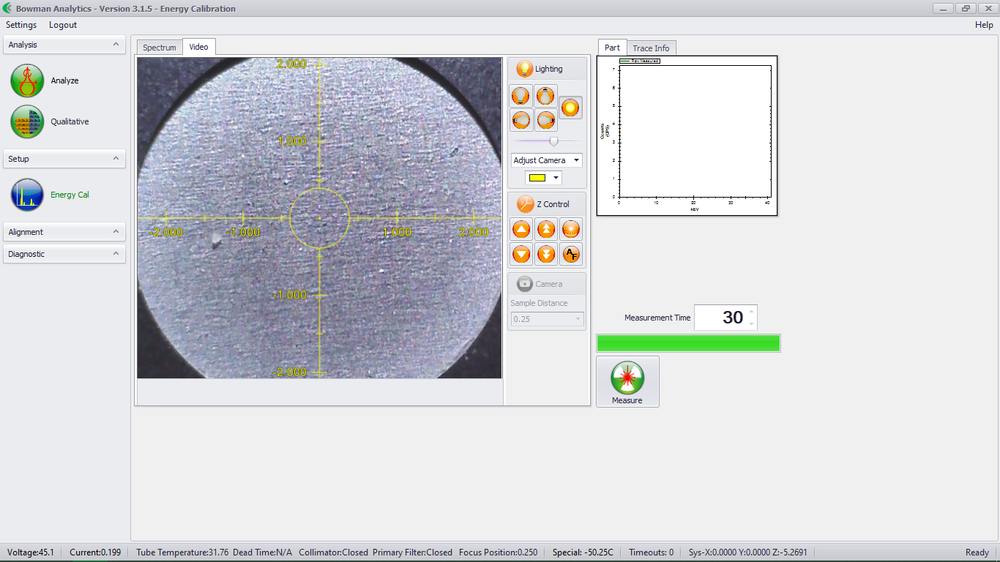 Bowman Analytics - Version 3.1.5 - Energy Calibration
Settings Logout Help
Analysis
Analyze
Qualitative
Setup
Energy Cal
Alignment
Diagnostic
Spectrum Video
2.000
1.000
-2.000 -1.000 1.000 2.000
-1.000
-2.000
Lighting
Adjust Camera
Z Control
AF
Camera
Sample Distance
0.25
Part Trace Info
Raw Measured
7
6
5
4
3
2
1
0
Counts
(CPS)
0 10 20 30 40
kEV
Measurement Time 30
Measure
Voltage:45.1 Current:0.199 Tube Temperature:31.76 Dead Time:N/A Collimator:Closed Primary Filter:Closed Focus Position:0.250 Special: -50.25C Timeouts: 0 Sys-X:0.0000 Y:0.0000 Z:-5.2691 Ready